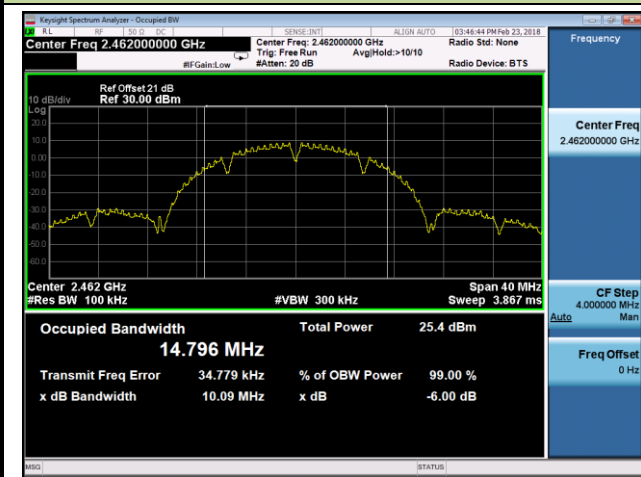 Keysight Spectrum Analyzer - Occupied BW
RL RF 50 Ω DC SENSE:INT ALIGN AUTO 03:46:44 PM Feb 23, 2018
Center Freq 2.462000000 GHz Center Freq: 2.462000000 GHz Radio Std: None
Trig: Free Run Avg|Hold:>10/10
#IFGain:Low #Atten: 20 dB Radio Device: BTS
Ref Offset 21 dB
10 dB/div Ref 30.00 dBm
Log
20.0
10.0
0.00
-10.0
-20.0
-30.0
-40.0
-50.0
-60.0
Center 2.462 GHz Span 40 MHz
#Res BW 100 kHz #VBW 300 kHz Sweep 3.867 ms
Occupied Bandwidth Total Power 25.4 dBm
14.796 MHz
Transmit Freq Error 34.779 kHz % of OBW Power 99.00 %
x dB Bandwidth 10.09 MHz x dB -6.00 dB
MSG STATUS
Frequency
Center Freq
2.462000000 GHz
CF Step
4.000000 MHz
Auto Man
Freq Offset
0 Hz